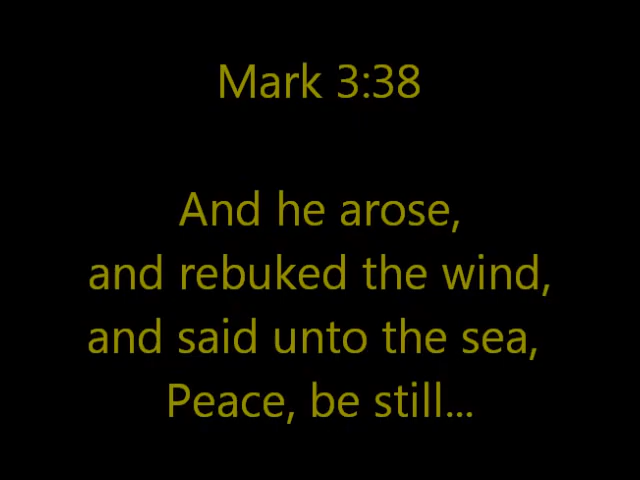 Mark 3:38
And he arose,
and rebuked the wind,
and said unto the sea,
Peace, be still...